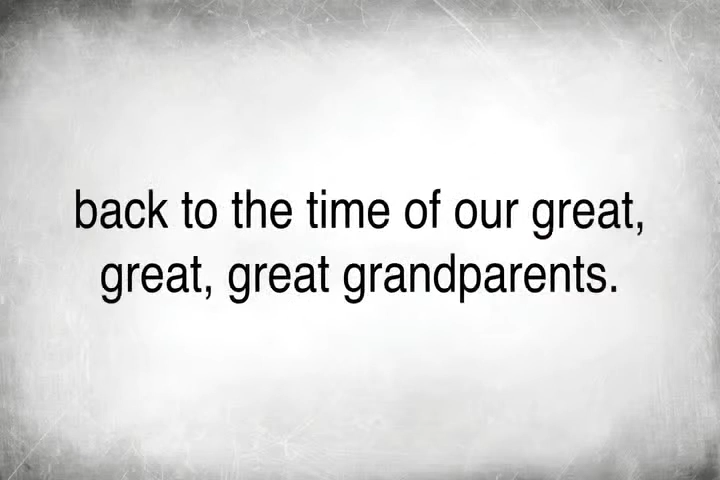 back to the time of our great,
great, great grandparents.